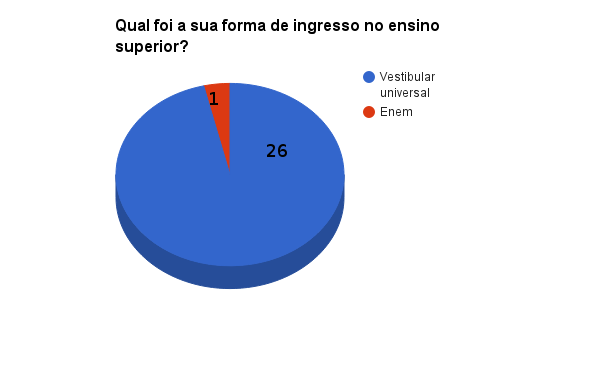 Qual foi a sua forma de ingresso no ensino
superior?
Vestibular
universal
Enem
1
26